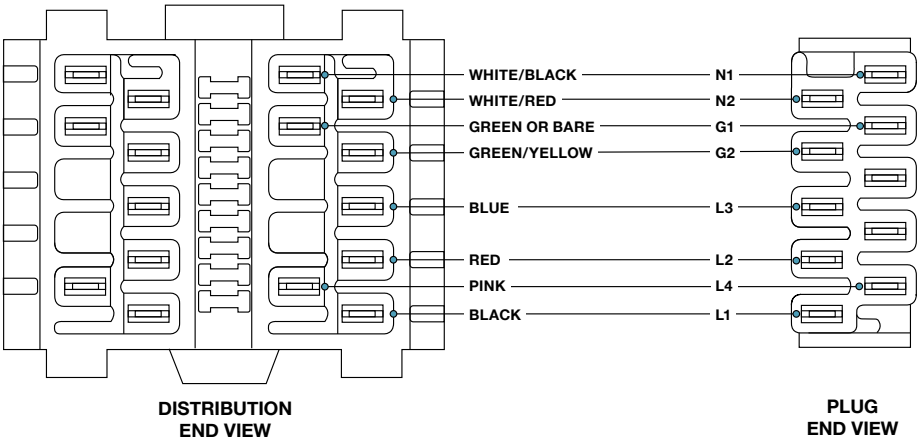 WHITE/BLACK N1
WHITE/RED N2
GREEN OR BARE G1
GREEN/YELLOW G2
BLUE L3
RED L2
PINK L4
BLACK L1
DISTRIBUTION
END VIEW
PLUG
END VIEW